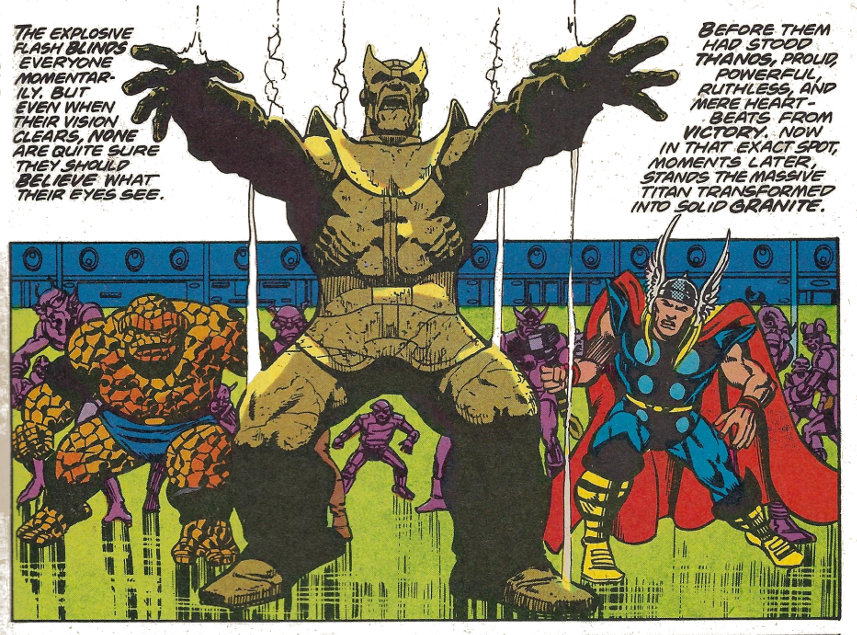 THE EXPLOSIVE
FLASH BLINDS
EVERYONE
MOMENTAR-
ILY. BUT
EVEN WHEN
THEIR VISION
CLEARS, NONE
ARE QUITE SURE
THEY SHOULD
BELIEVE WHAT
THEIR EYES SEE.
BEFORE THEM
HAD STOOD
THANOS, PROUD,
POWERFUL,
RUTHLESS, AND
MERE HEART-
BEATS FROM
VICTORY. NOW
IN THAT EXACT SPOT,
MOMENTS LATER,
STANDS THE MASSIVE
TITAN TRANSFORMED
INTO SOLID GRANITE.